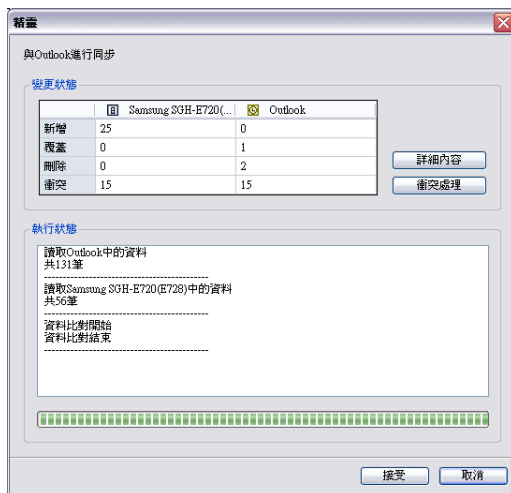 精靈
與Outlook進行同步
變更狀態
Samsung SGH-E720(... Outlook
新增 25 0
覆蓋 0 1
刪除 0 2
衝突 15 15
詳細內容
衝突處理
執行狀態
讀取Outlook中的資料
共131筆
--------------------------------------------
讀取Samsung SGH-E720(E728)中的資料
共56筆
--------------------------------------------
資料比對開始
資料比對結束
--------------------------------------------
接受 取消